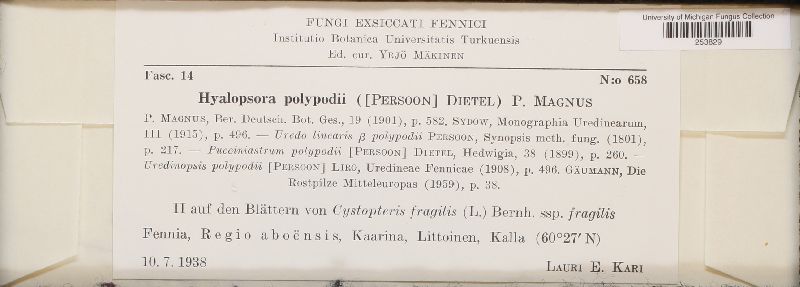 FUNGI EXSICCATI FENNICI
Institutio Botanica Universitatis Turkuensis
Ed. cur. YRJÖ MÄKINEN
University of Michigan Fungus Collection
253829
Fasc. 14 N:o 658
Hyalopsora polypodii ([PERSOON] DIETEL) P. MAGNUS
P. MAGNUS, Ber. Deutsch. Bot. Ges., 19 (1901), p. 582. SYDOW, Monographia Uredinearum,
III (1915), p. 496. — Uredo linearis β polypodii PERSOON, Synopsis meth. fung. (1801),
p. 217. — Pucciniastrum polypodii [PERSOON] DIETEL, Hedwigia, 38 (1899), p. 260. —
Uredinopsis polypodii [PERSOON] LIRO, Uredineae Fennicae (1908), p. 496. GÄUMANN, Die
Rostpilze Mitteleuropas (1959), p. 38.
II auf den Blättern von Cystopteris fragilis (L.) Bernh. ssp. fragilis
Fennia, Regio aboënsis, Kaarina, Littoinen, Kalla (60°27′ N)
10. 7. 1938 LAURI E. KARI